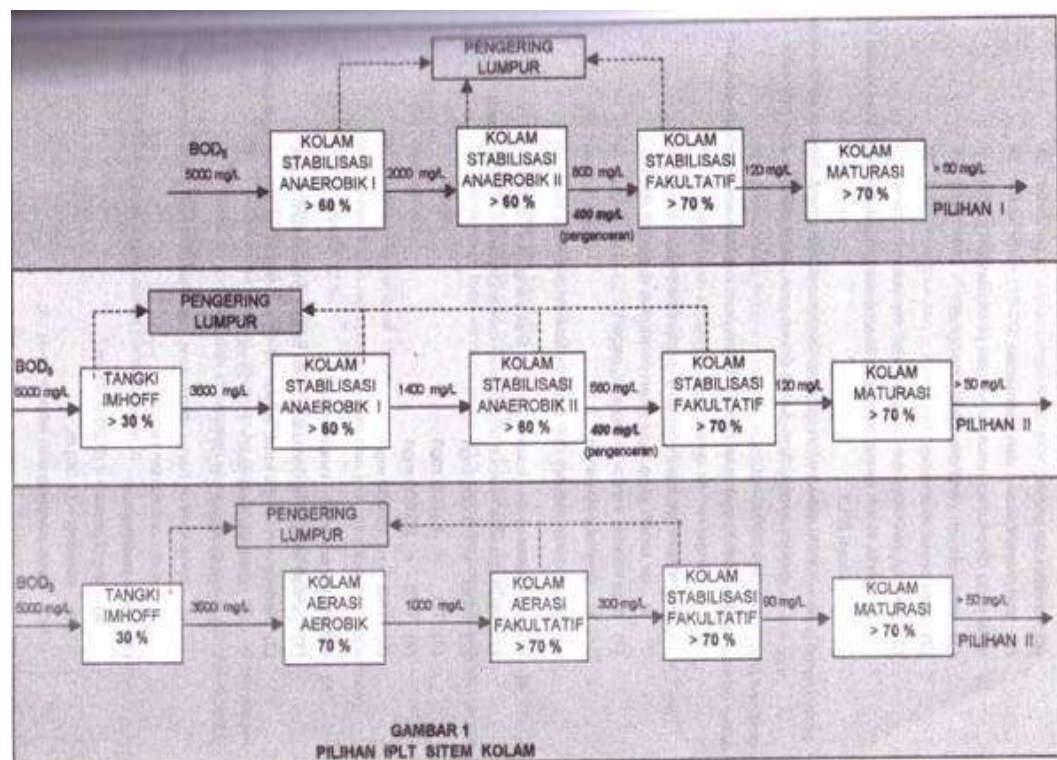 PENGERING
LUMPUR
BOD5
5000 mg/L
KOLAM
STABILISASI
ANAEROBIK I
> 60 %
2000 mg/L
KOLAM
STABILISASI
ANAEROBIK II
> 60 %
800 mg/L
400 mg/L
(pengenceran)
KOLAM
STABILISASI
FAKULTATIF
> 70 %
120 mg/L
KOLAM
MATURASI
> 70 %
> 50 mg/L
PILIHAN I
PENGERING
LUMPUR
BOD5
5000 mg/L
TANGKI
IMHOFF
> 30 %
3500 mg/L
KOLAM
STABILISASI
ANAEROBIK I
> 60 %
1400 mg/L
KOLAM
STABILISASI
ANAEROBIK II
> 60 %
560 mg/L
400 mg/L
(pengenceran)
KOLAM
STABILISASI
FAKULTATIF
> 70 %
120 mg/L
KOLAM
MATURASI
> 70 %
> 50 mg/L
PILIHAN II
PENGERING
LUMPUR
BOD5
5000 mg/L
TANGKI
IMHOFF
30 %
3500 mg/L
KOLAM
AERASI
AEROBIK
70 %
1000 mg/L
KOLAM
AERASI
FAKULTATIF
> 70 %
300 mg/L
KOLAM
STABILISASI
FAKULTATIF
> 70 %
mg/L
KOLAM
MATURASI
> 70 %
> 50 mg/L
PILIHAN II
GAMBAR 1
PILIHAN IPLT SITEM KOLAM